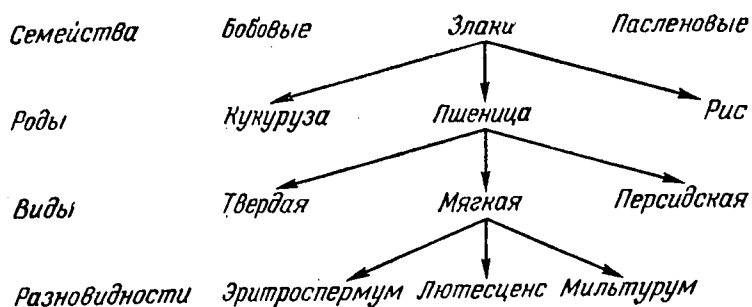 Семейства Бобовые Злаки Пасленовые
Роды Кукуруза Пшеница Рис
Виды Твердая Мягкая Персидская
Разновидности Эритроспермум Лютесценс Мильтурум